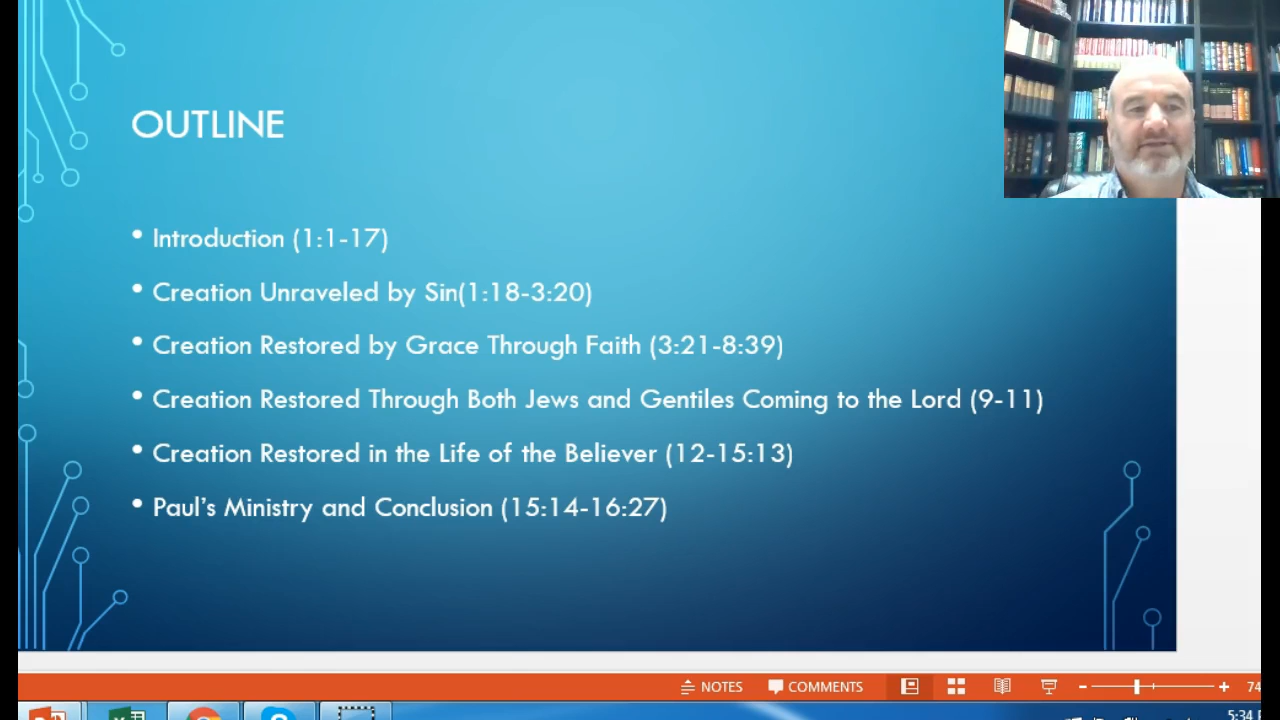 OUTLINE
• Introduction (1:1-17)
• Creation Unraveled by Sin(1:18-3:20)
• Creation Restored by Grace Through Faith (3:21-8:39)
• Creation Restored Through Both Jews and Gentiles Coming to the Lord (9-11)
• Creation Restored in the Life of the Believer (12-15:13)
• Paul's Ministry and Conclusion (15:14-16:27)
NOTES COMMENTS 74
5:34